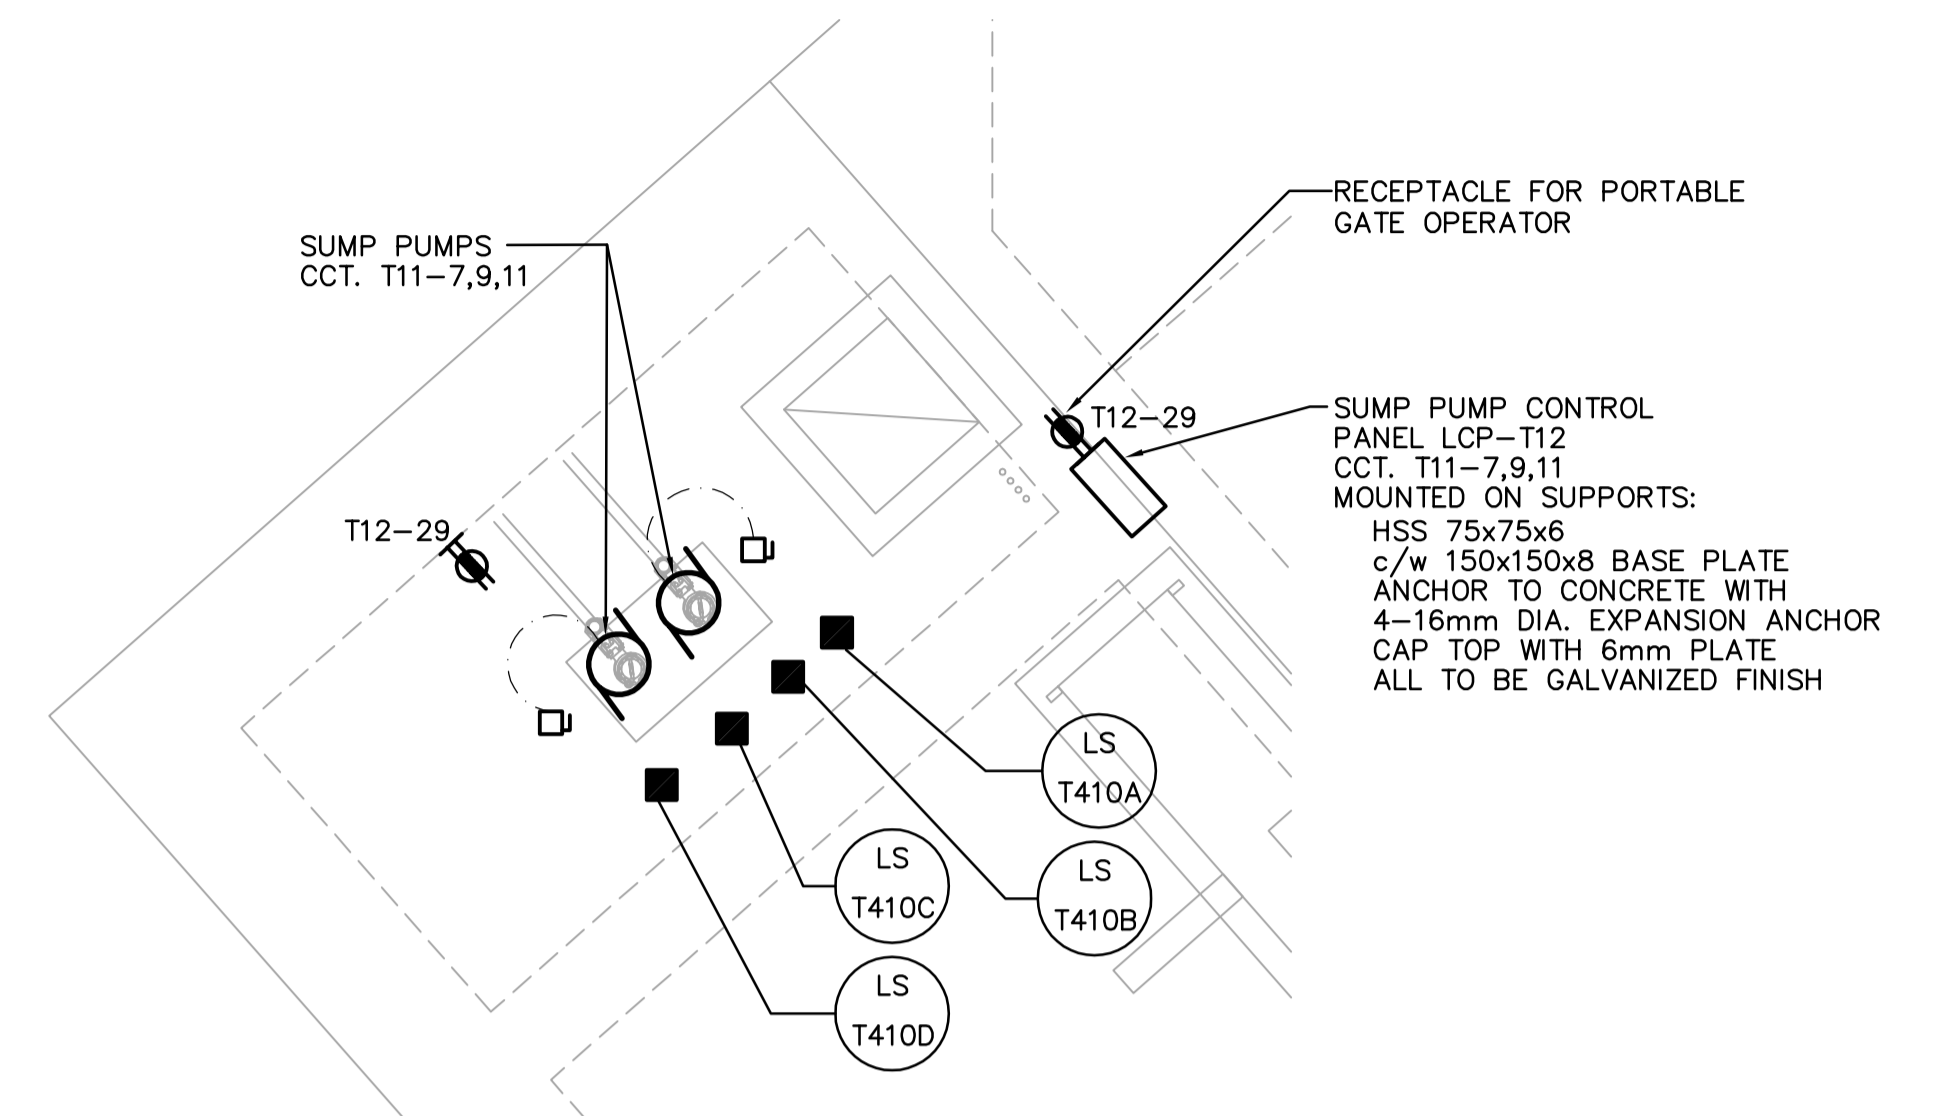 RECEPTACLE FOR PORTABLE
GATE OPERATOR
SUMP PUMPS
CCT. T11-7,9,11
T12-29
SUMP PUMP CONTROL
PANEL LCP-T12
CCT. T11-7,9,11
MOUNTED ON SUPPORTS:
HSS 75x75x6
c/w 150x150x8 BASE PLATE
ANCHOR TO CONCRETE WITH
4-16mm DIA. EXPANSION ANCHOR
CAP TOP WITH 6mm PLATE
ALL TO BE GALVANIZED FINISH
T12-29
LS
T410A
LS
T410B
LS
T410C
LS
T410D